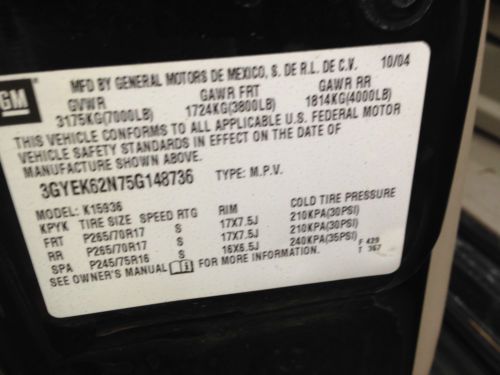 GM
MFD BY GENERAL MOTORS DE MEXICO, S. DE R.L. DE C.V. 10/04
GVWR GAWR FRT GAWR RR
3175KG(7000LB) 1724KG(3800LB) 1814KG(4000LB)
THIS VEHICLE CONFORMS TO ALL APPLICABLE U.S. FEDERAL MOTOR
VEHICLE SAFETY STANDARDS IN EFFECT ON THE DATE OF
MANUFACTURE SHOWN ABOVE.
3GYEK62N75G148736 TYPE: M.P.V.
MODEL: K15936
KPYK TIRE SIZE SPEED RTG RIM COLD TIRE PRESSURE
FRT P265/70R17 S 17X7.5J 210KPA(30PSI)
RR P265/70R17 S 17X7.5J 210KPA(30PSI)
SPA P245/75R16 S 16X6.5J 240KPA(35PSI)
SEE OWNER'S MANUAL FOR MORE INFORMATION.
F 429
T 367